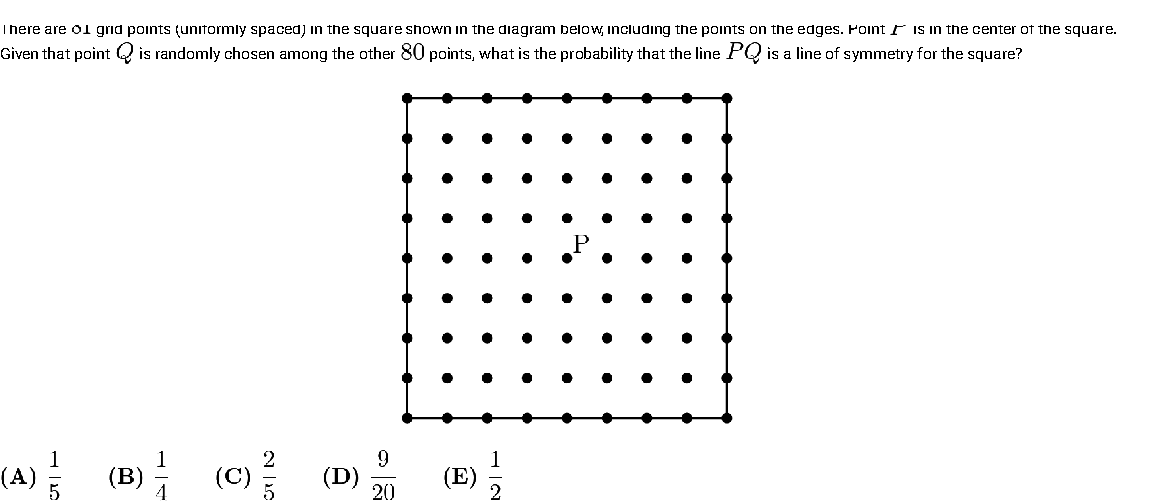 There are 81 grid points (uniformly spaced) in the square shown in the diagram below, including the points on the edges. Point P is in the center of the square.
Given that point Q is randomly chosen among the other 80 points, what is the probability that the line PQ is a line of symmetry for the square?
P
(A) 1/5 (B) 1/4 (C) 2/5 (D) 9/20 (E) 1/2